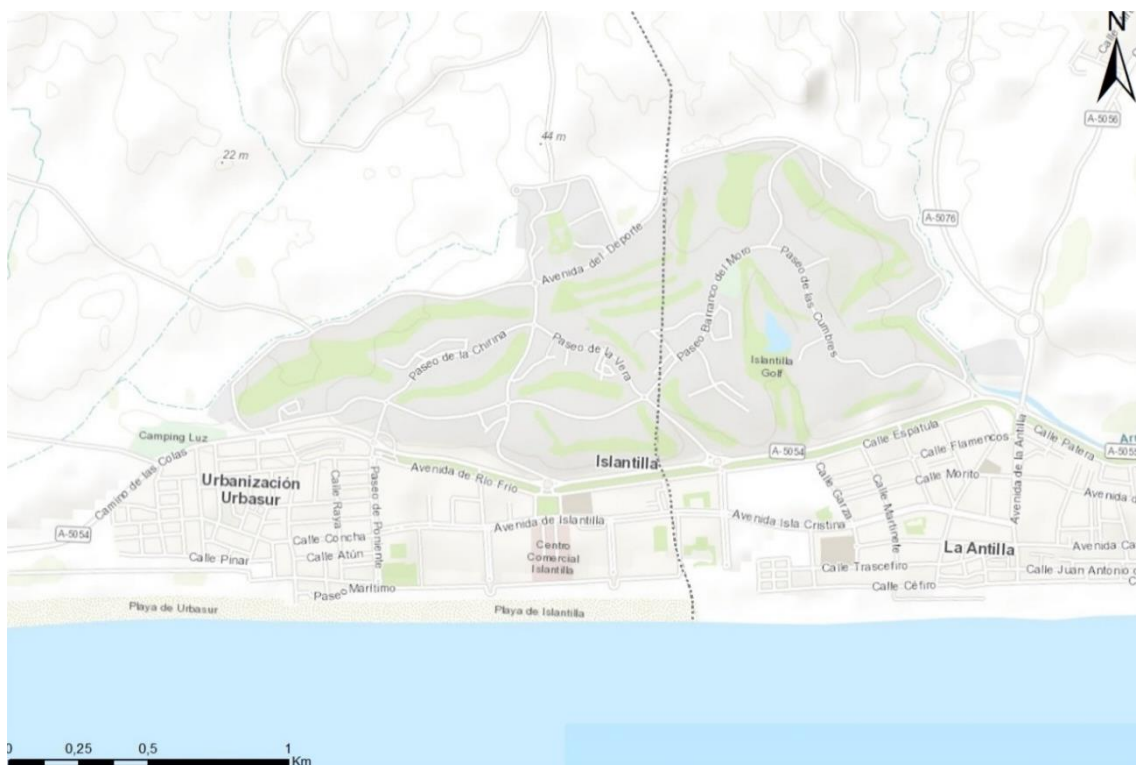 N
A-5056
44 m
22 m
A-5076
Avenida del Deporte
Paseo Barranco del Moro
Paseo de las Cumbres
Paseo de la Chirina
Paseo de la Vera
Islantilla
Golf
Camping Luz
Camino de las Colas
Urbanización
Urbasur
Avenida de Río Frío
Islantilla
A-5054
Calle Espatula
Calle Flamencos
Calle Patera
A-5055
Calle Morito
Avenida de la Antilla
Calle Garza
Calle Martinete
Calle Raya
Paseo de Poniente
Avenida de Islantilla
Avenida Isla Cristina
A-5054
Calle Concha
Calle Atún
Calle Pinar
Centro
Comercial
Islantilla
La Antilla
Calle Trascefiro
Calle Juan Antonio
Calle Céfiro
Paseo Marítimo
Playa de Urbasur
Playa de Islantilla
0 0,25 0,5 1
Km